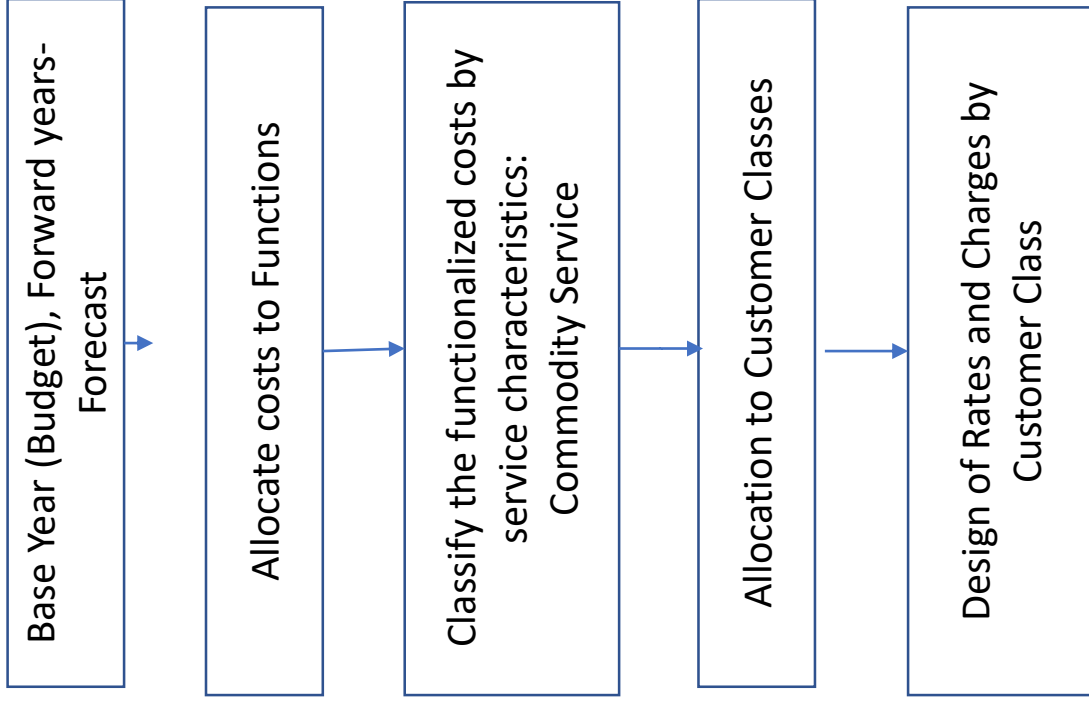 Base Year (Budget), Forward years-
Forecast
Allocate costs to Functions
Classify the functionalized costs by
service characteristics:
Commodity Service
Allocation to Customer Classes
Design of Rates and Charges by
Customer Class